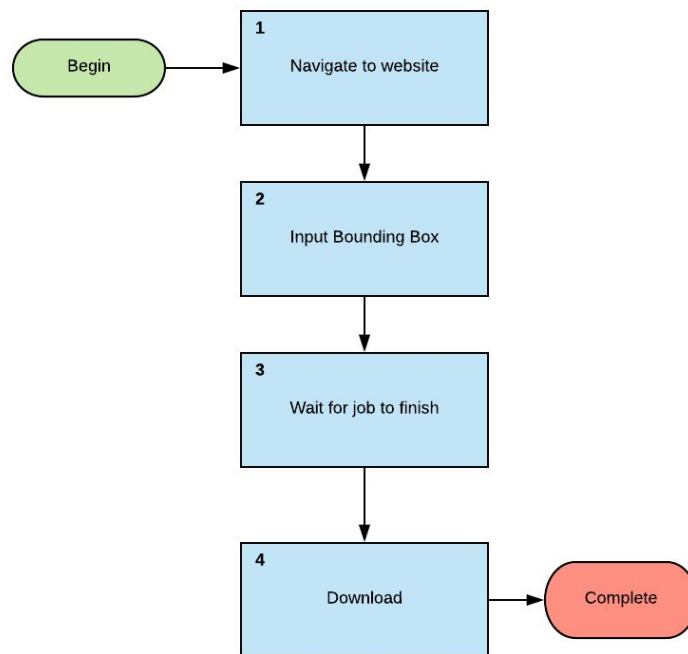 Begin
1
Navigate to website
2
Input Bounding Box
3
Wait for job to finish
4
Download
Complete